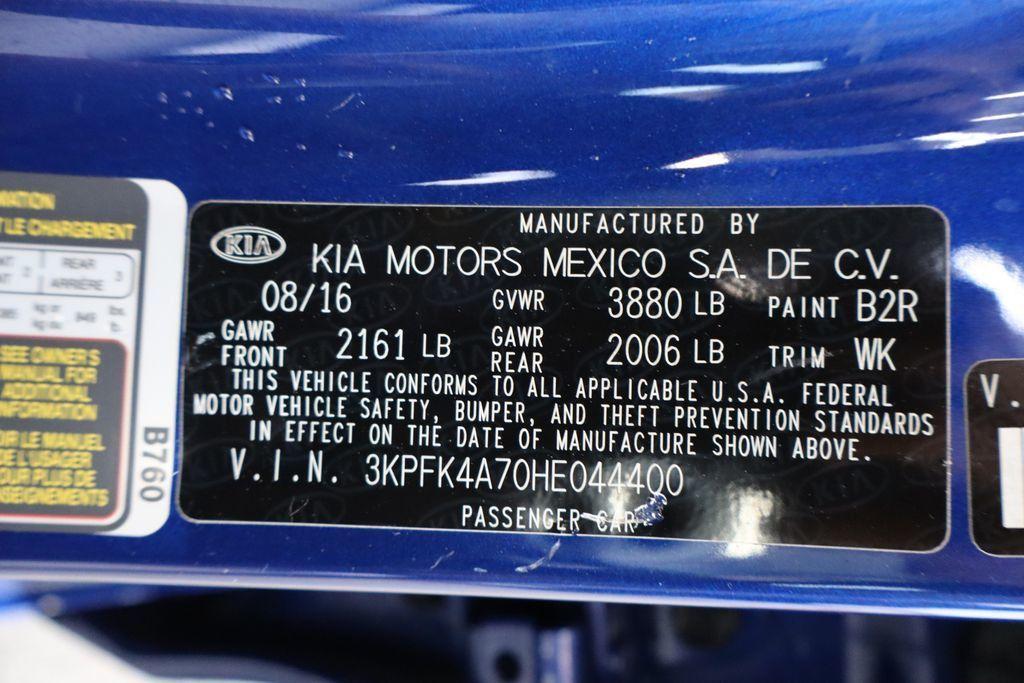 MATION
T LE CHARGEMENT
REAR 3
ARRIÈRE
SEE OWNER'S
MANUAL FOR
ADDITIONAL
INFORMATION
LE MANUEL
DE L'USAGER
POUR PLUS DE
B760
MANUFACTURED BY
KIA KIA MOTORS MEXICO S.A. DE C.V.
08/16 GVWR 3880 LB PAINT B2R
GAWR FRONT 2161 LB GAWR REAR 2006 LB TRIM WK
THIS VEHICLE CONFORMS TO ALL APPLICABLE U.S.A. FEDERAL
MOTOR VEHICLE SAFETY, BUMPER, AND THEFT PREVENTION STANDARDS
IN EFFECT ON THE DATE OF MANUFACTURE SHOWN ABOVE.
V.I.N. 3KPFK4A70HE044400
PASSENGER CAR
V.